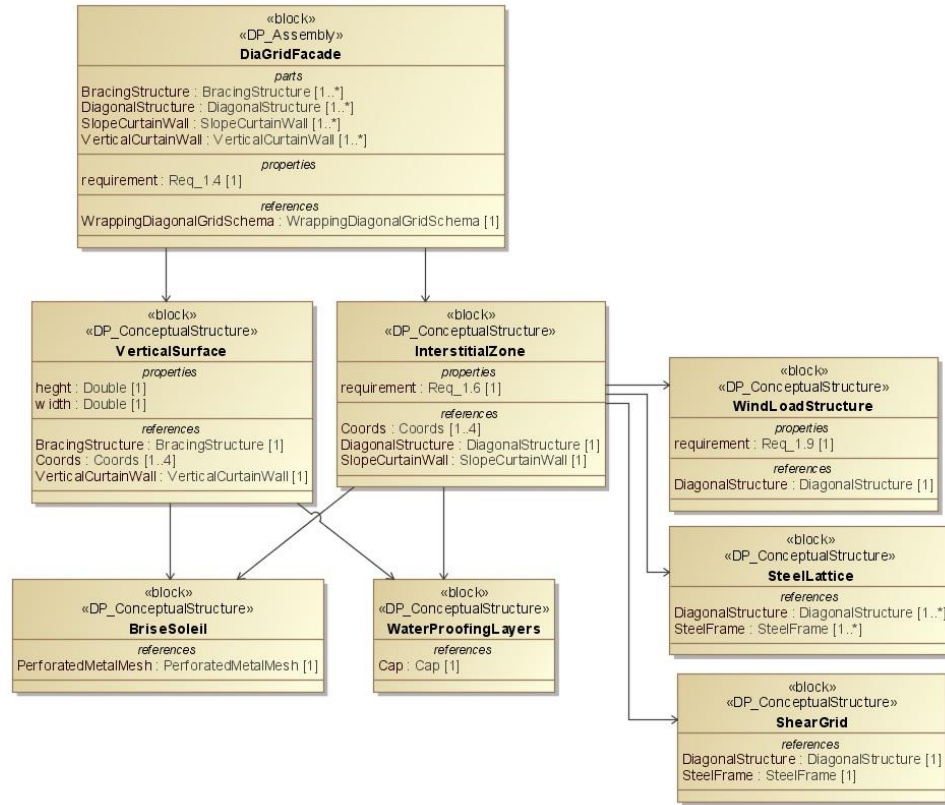 «block»
«DP_Assembly»
DiaGridFacade
parts
BracingStructure : BracingStructure [1..*]
DiagonalStructure : DiagonalStructure [1..*]
SlopeCurtainWall : SlopeCurtainWall [1..*]
VerticalCurtainWall : VerticalCurtainWall [1..*]
properties
requirement : Req_1.4 [1]
references
WrappingDiagonalGridSchema : WrappingDiagonalGridSchema [1]
«block»
«DP_ConceptualStructure»
VerticalSurface
properties
heght : Double [1]
width : Double [1]
references
BracingStructure : BracingStructure [1]
Coords : Coords [1..4]
VerticalCurtainWall : VerticalCurtainWall [1]
«block»
«DP_ConceptualStructure»
InterstitialZone
properties
requirement : Req_1.6 [1]
references
Coords : Coords [1..4]
DiagonalStructure : DiagonalStructure [1]
SlopeCurtainWall : SlopeCurtainWall [1]
«block»
«DP_ConceptualStructure»
WindLoadStructure
properties
requirement : Req_1.9 [1]
references
DiagonalStructure : DiagonalStructure [1]
«block»
«DP_ConceptualStructure»
SteelLattice
references
DiagonalStructure : DiagonalStructure [1..*]
SteelFrame : SteelFrame [1..*]
«block»
«DP_ConceptualStructure»
BriseSoleil
references
PerforatedMetalMesh : PerforatedMetalMesh [1]
«block»
«DP_ConceptualStructure»
WaterProofingLayers
references
Cap : Cap [1]
«block»
«DP_ConceptualStructure»
ShearGrid
references
DiagonalStructure : DiagonalStructure [1]
SteelFrame : SteelFrame [1]